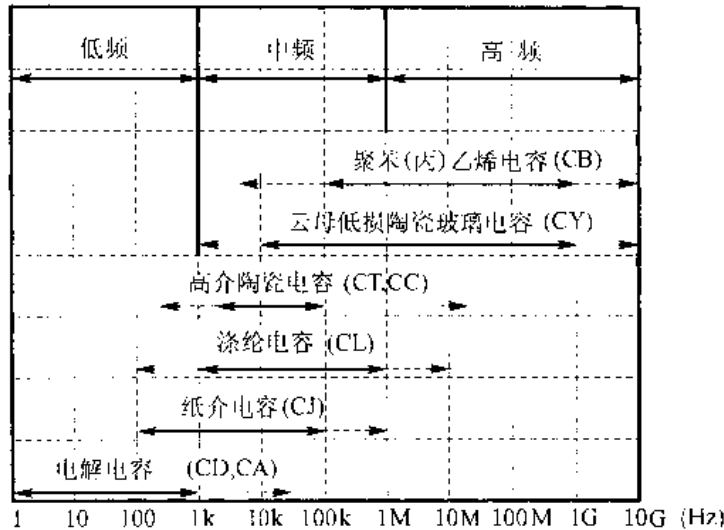 低频 中频 高频
聚苯(丙)乙烯电容(CB)
云母低损陶瓷玻璃电容(CY)
高介陶瓷电容(CT,CC)
涤纶电容(CL)
纸介电容(CJ)
电解电容 (CD,CA)
1 10 100 1k 10k 100k 1M 10M 100M 1G 10G (Hz)